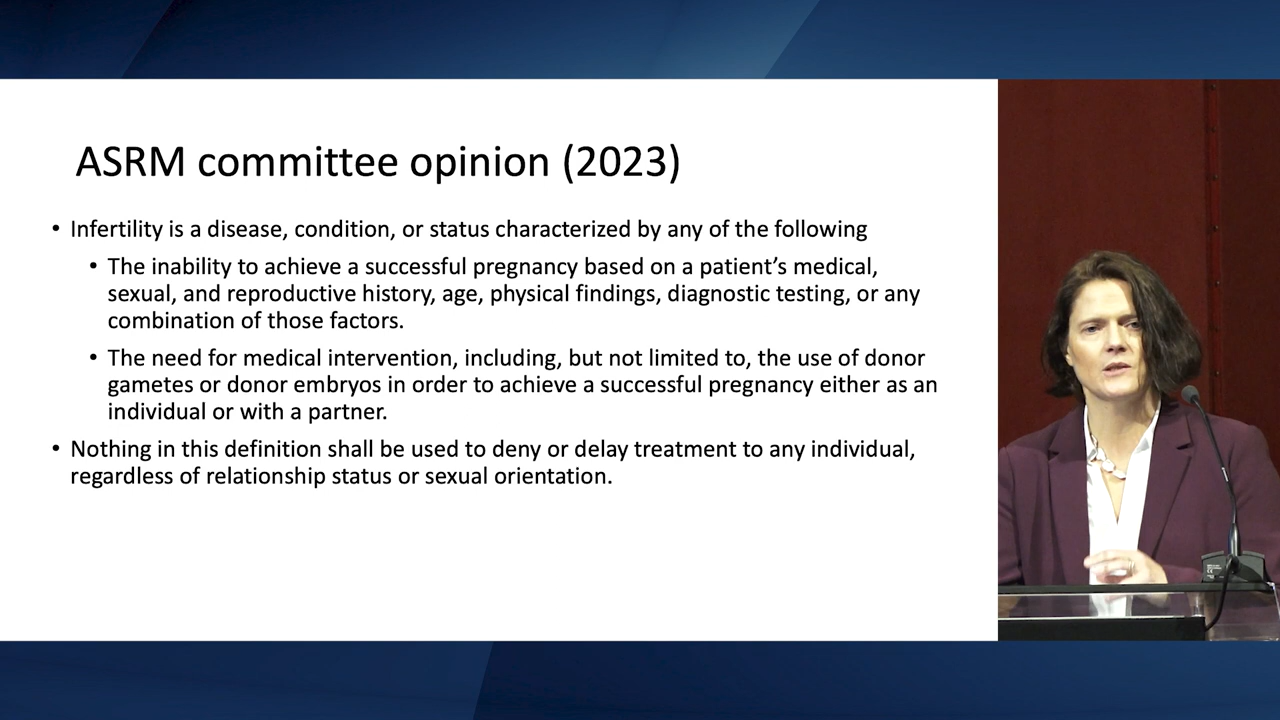 ASRM committee opinion (2023)
• Infertility is a disease, condition, or status characterized by any of the following
• The inability to achieve a successful pregnancy based on a patient’s medical,
sexual, and reproductive history, age, physical findings, diagnostic testing, or any
combination of those factors.
• The need for medical intervention, including, but not limited to, the use of donor
gametes or donor embryos in order to achieve a successful pregnancy either as an
individual or with a partner.
• Nothing in this definition shall be used to deny or delay treatment to any individual,
regardless of relationship status or sexual orientation.